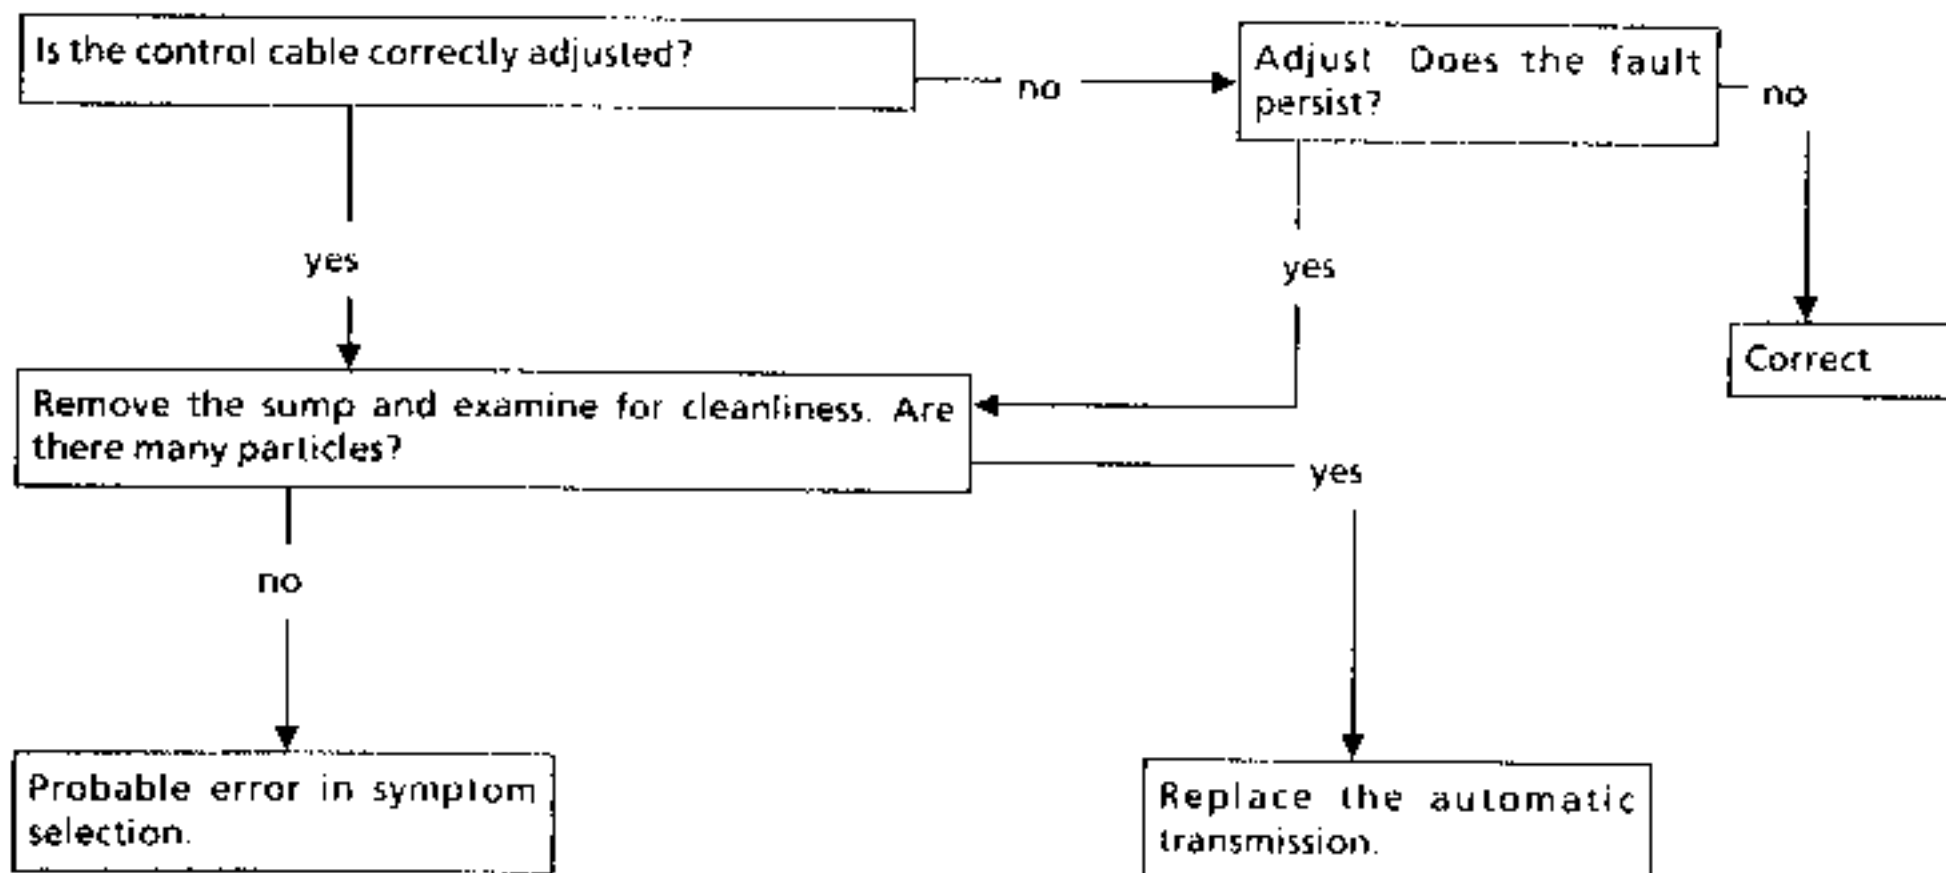 Is the control cable correctly adjusted?
no
Adjust Does the fault
persist?
no
yes
yes
Correct
Remove the sump and examine for cleanliness. Are
there many particles?
yes
no
Probable error in symptom
selection.
Replace the automatic
transmission.